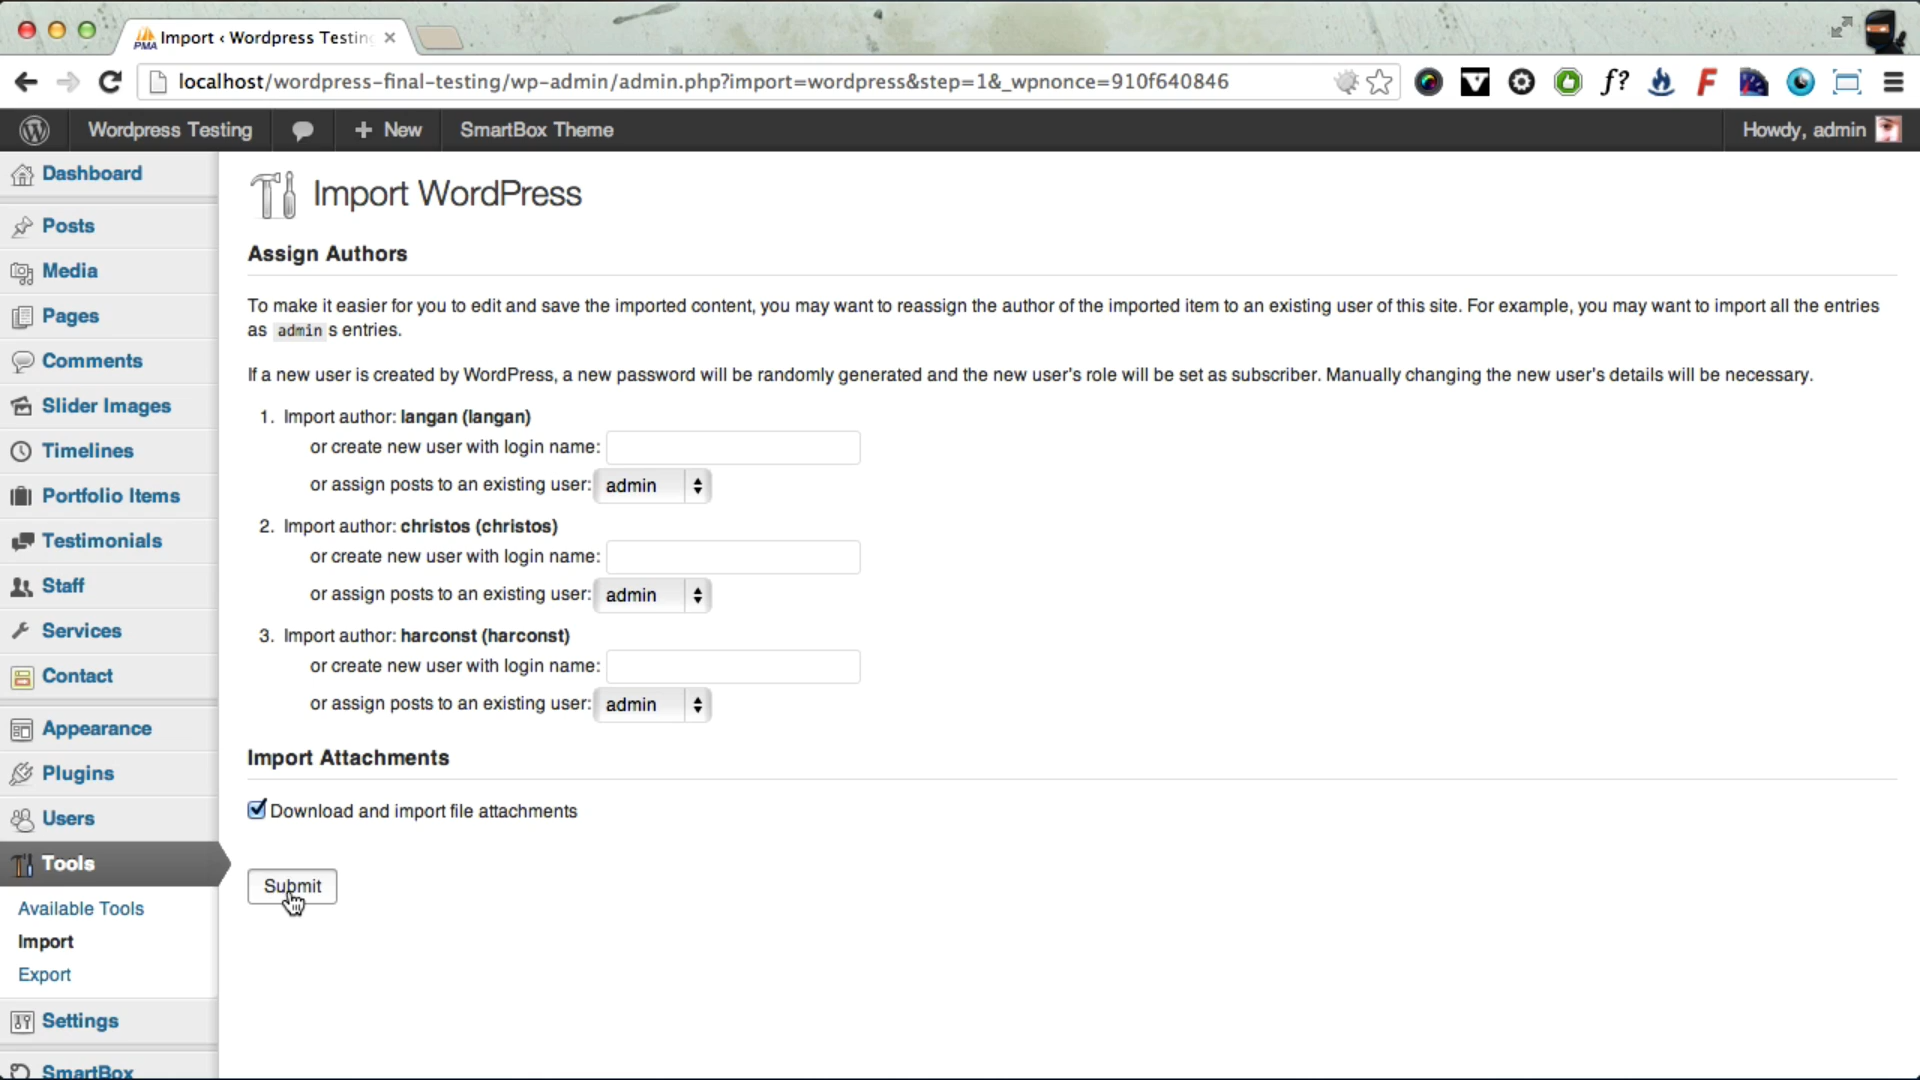 PMA Import ‹ Wordpress Testing
localhost/wordpress-final-testing/wp-admin/admin.php?import=wordpress&step=1&_wpnonce=910f640846
f?
F
Wordpress Testing
+ New
SmartBox Theme
Howdy, admin
Dashboard
Posts
Media
Pages
Comments
Slider Images
Timelines
Portfolio Items
Testimonials
Staff
Services
Contact
Appearance
Plugins
Users
Tools
Available Tools
Import
Export
Settings
SmartBox
Import WordPress
Assign Authors
To make it easier for you to edit and save the imported content, you may want to reassign the author of the imported item to an existing user of this site. For example, you may want to import all the entries
as admin s entries.
If a new user is created by WordPress, a new password will be randomly generated and the new user's role will be set as subscriber. Manually changing the new user's details will be necessary.
1. Import author: langan (langan)
or create new user with login name:
or assign posts to an existing user: admin
2. Import author: christos (christos)
or create new user with login name:
or assign posts to an existing user: admin
3. Import author: harconst (harconst)
or create new user with login name:
or assign posts to an existing user: admin
Import Attachments
Download and import file attachments
Submit